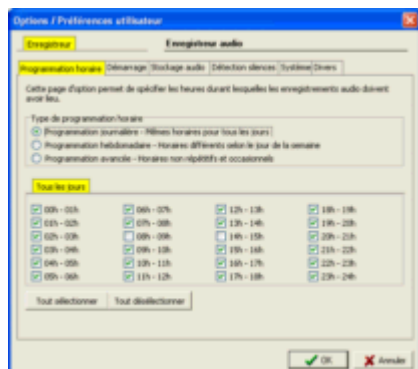 Options / Préférences utilisateur
Enregistreur Enregistreur audio
Programmation horaire Démarrage Stockage audio Détection silences Système Divers
Cette page d'option permet de spécifier les heures durant lesquelles les enregistrements audio doivent
avoir lieu.
Type de programmation horaire
Programmation journalière - Mêmes horaires pour tous les jours
Programmation hebdomadaire - Horaires différents selon le jour de la semaine
Programmation avancée - Horaires non répétitifs et occasionnels
Tous les jours
00h - 01h 06h - 07h 12h - 13h 18h - 19h
01h - 02h 07h - 08h 13h - 14h 19h - 20h
02h - 03h 08h - 09h 14h - 15h 20h - 21h
03h - 04h 09h - 10h 15h - 16h 21h - 22h
04h - 05h 10h - 11h 16h - 17h 22h - 23h
05h - 06h 11h - 12h 17h - 18h 23h - 24h
Tout sélectionner Tout désélectionner
OK Annuler